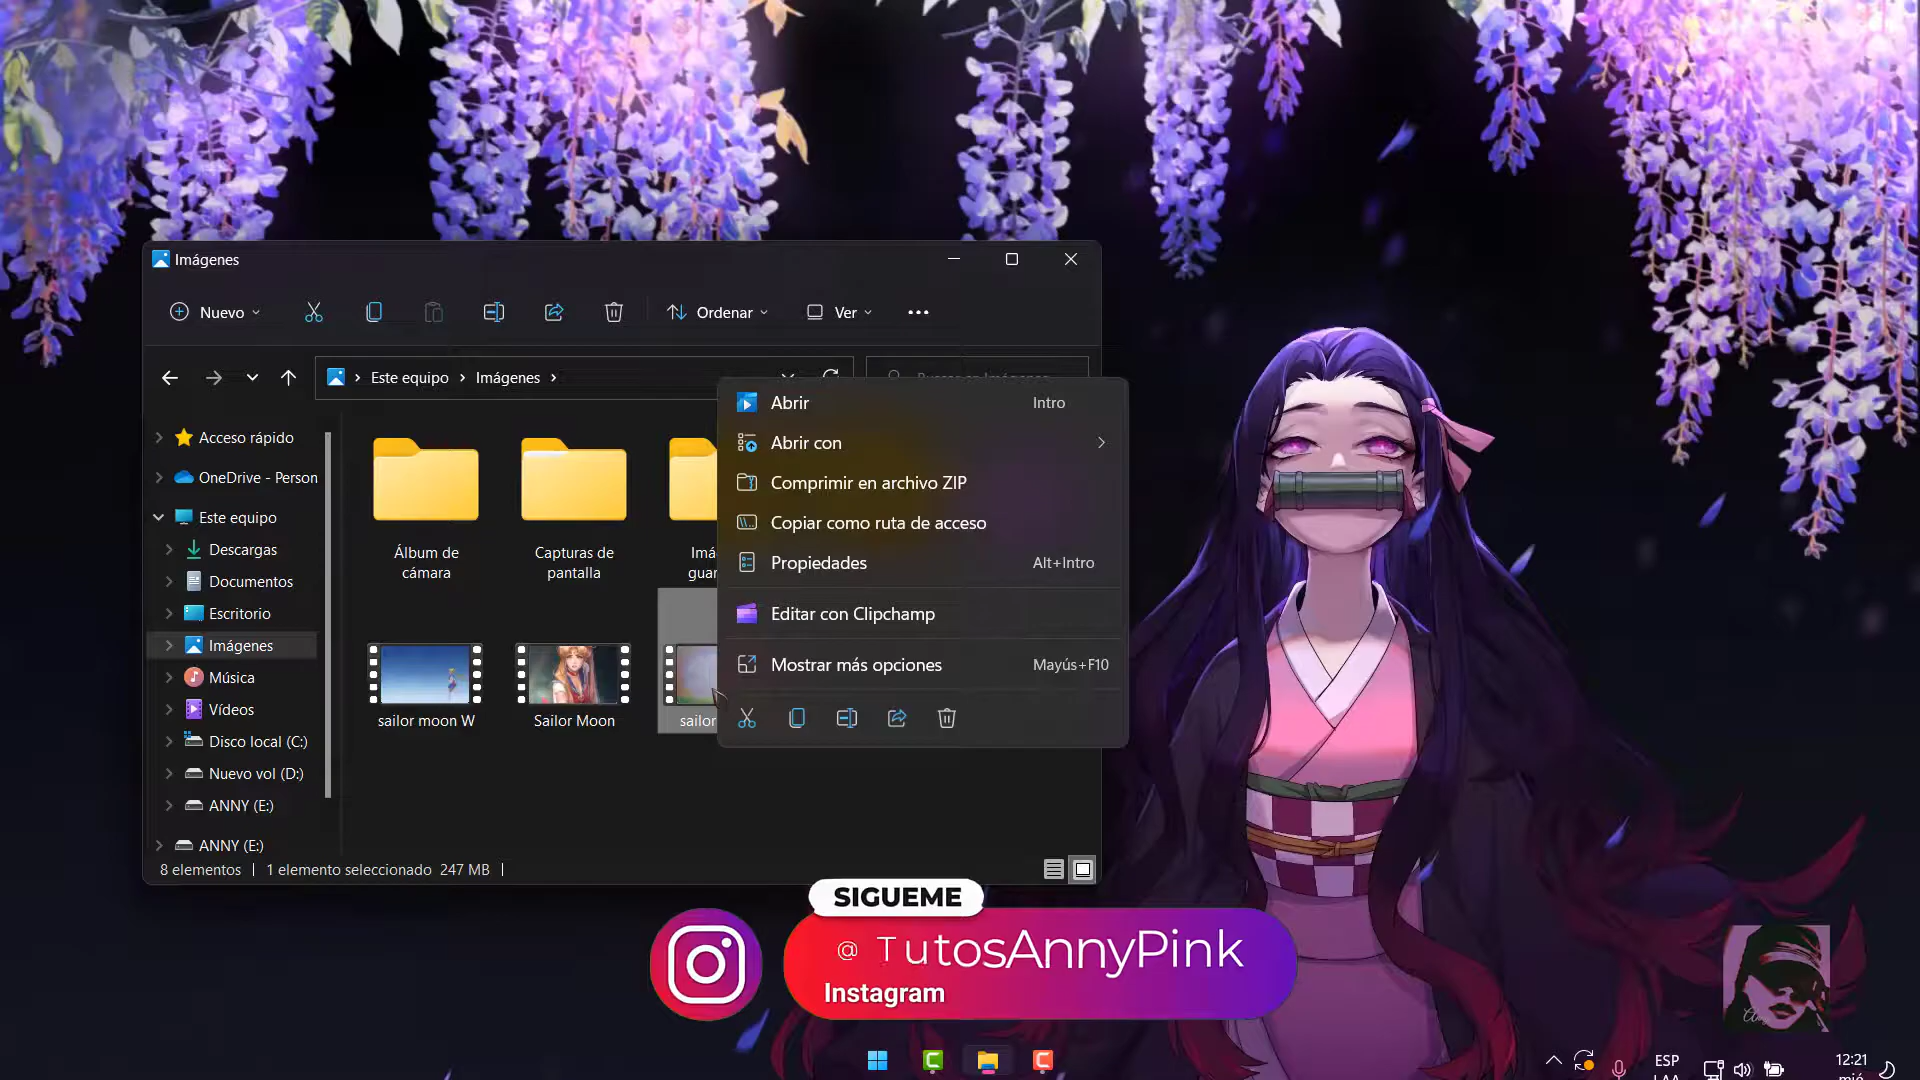 Imágenes
Nuevo
Ordenar
Ver
Este equipo
Imágenes
Acceso rápido
OneDrive - Person
Este equipo
Descargas
Documentos
Escritorio
Imágenes
Música
Vídeos
Disco local (C:)
Nuevo vol (D:)
ANNY (E:)
ANNY (E:)
Álbum de
cámara
Capturas de
pantalla
Imá
guar
sailor moon W
Sailor Moon
sailor
Abrir Intro
Abrir con
Comprimir en archivo ZIP
Copiar como ruta de acceso
Propiedades Alt+Intro
Editar con Clipchamp
Mostrar más opciones Mayús+F10
8 elementos 1 elemento seleccionado 247 MB
SIGUEME
@ TutosAnnyPink
Instagram
ESP
12:21